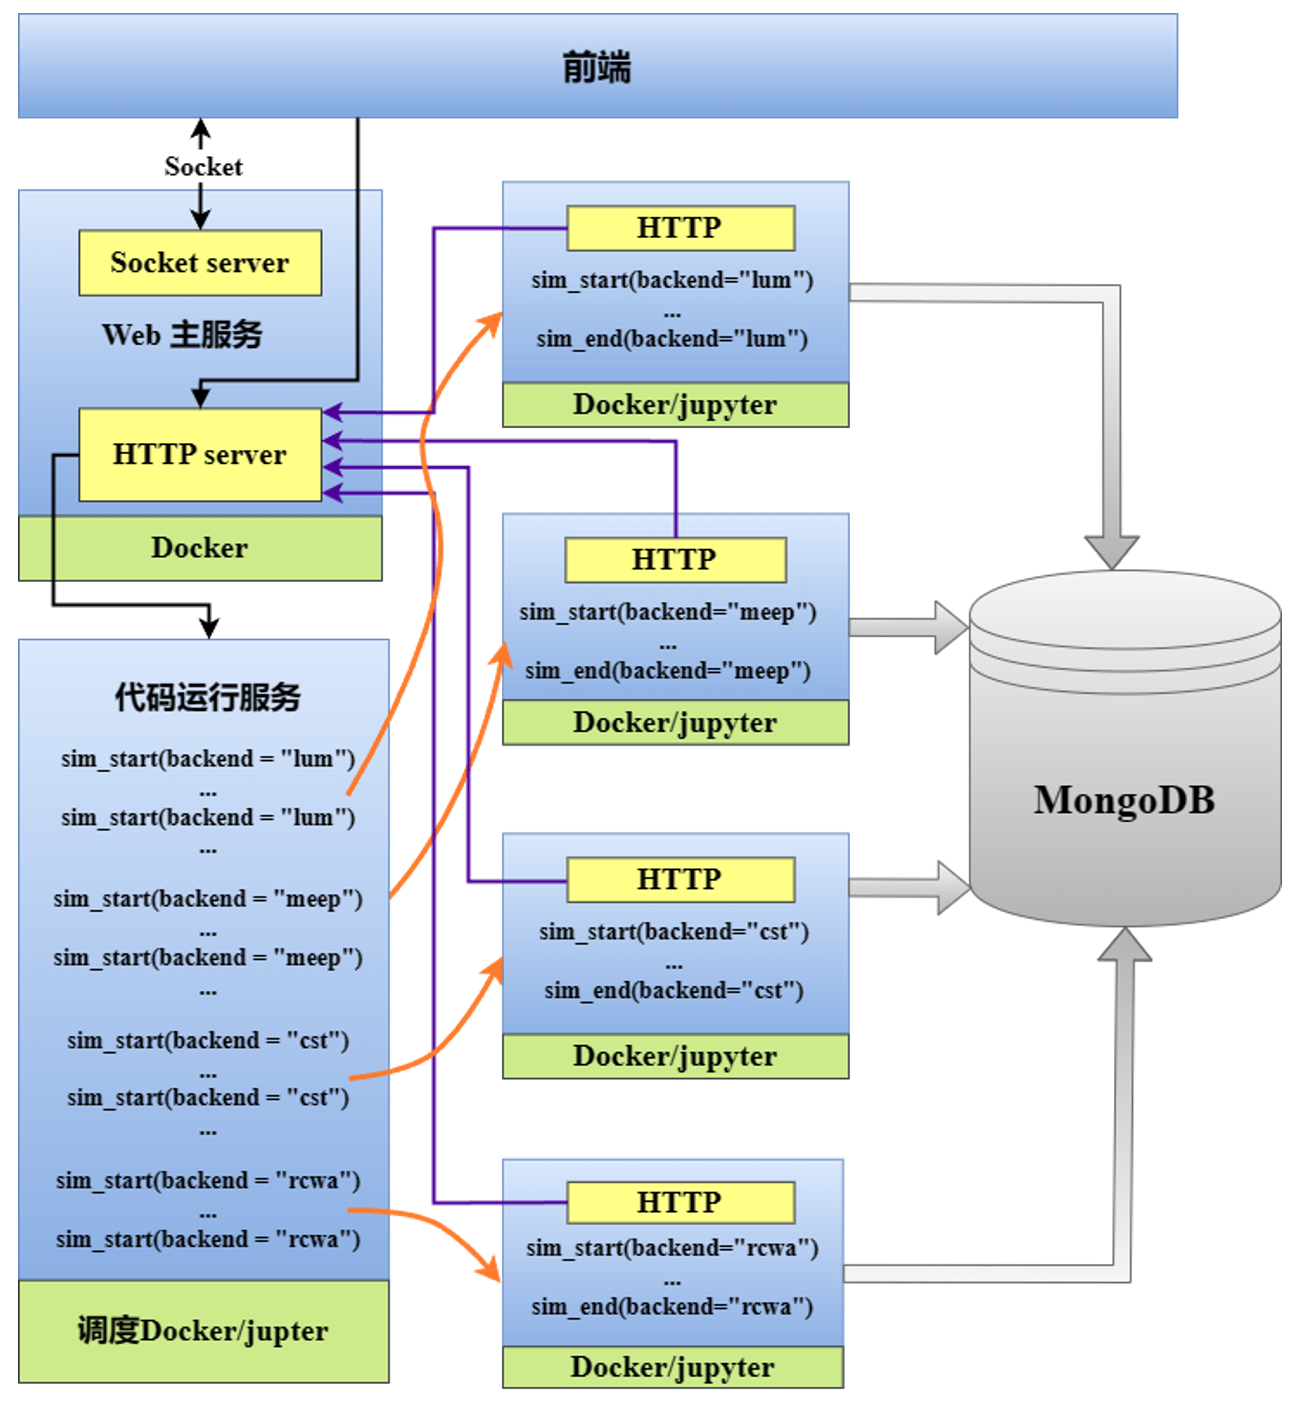 前端
Socket
Socket server
Web 主服务
HTTP server
Docker
代码运行服务
sim_start(backend = "lum")
...
sim_start(backend = "lum")
...
sim_start(backend = "meep")
...
sim_start(backend = "meep")
...
sim_start(backend = "cst")
...
sim_start(backend = "cst")
...
sim_start(backend = "rcwa")
...
sim_start(backend = "rcwa")
调度Docker/jupter
HTTP
sim_start(backend="lum")
...
sim_end(backend="lum")
Docker/jupyter
HTTP
sim_start(backend="meep")
...
sim_end(backend="meep")
Docker/jupyter
HTTP
sim_start(backend="cst")
...
sim_end(backend="cst")
Docker/jupyter
HTTP
sim_start(backend="rcwa")
...
sim_end(backend="rcwa")
Docker/jupyter
MongoDB